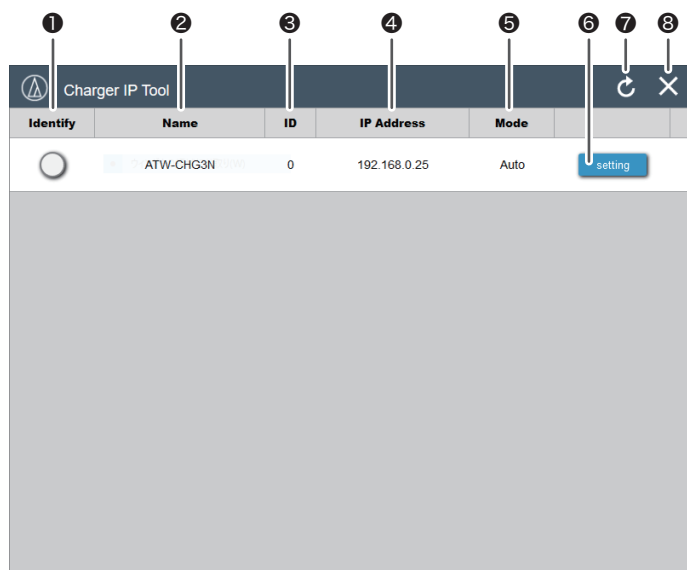 ❶ ❷ ❸ ❹ ❺ ❻ ❼ ❽
Charger IP Tool
Identify Name ID IP Address Mode
ATW-CHG3N 0 192.168.0.25 Auto setting